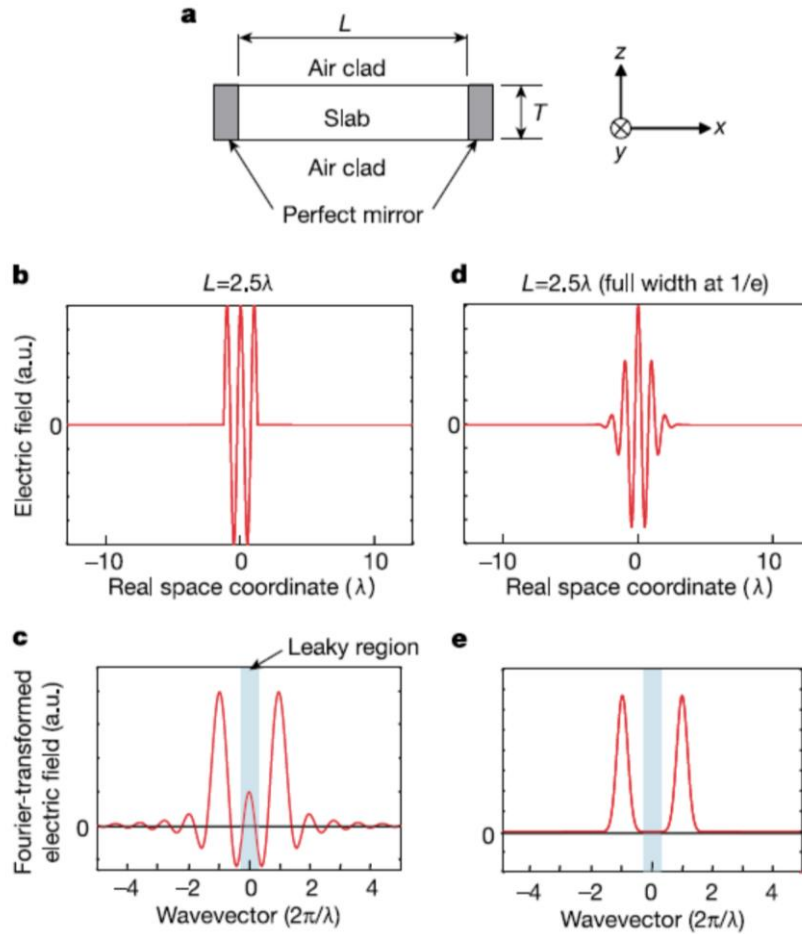 a
L
Air clad
Slab
T
Air clad
Perfect mirror
z
x
y
b
L=2.5λ
Electric field (a.u.)
0
−10 0 10
Real space coordinate (λ)
d
L=2.5λ (full width at 1/e)
0
−10 0 10
Real space coordinate (λ)
c
Leaky region
Fourier-transformed
electric field (a.u.)
0
−4 −2 0 2 4
Wavevector (2π/λ)
e
0
−4 −2 0 2 4
Wavevector (2π/λ)